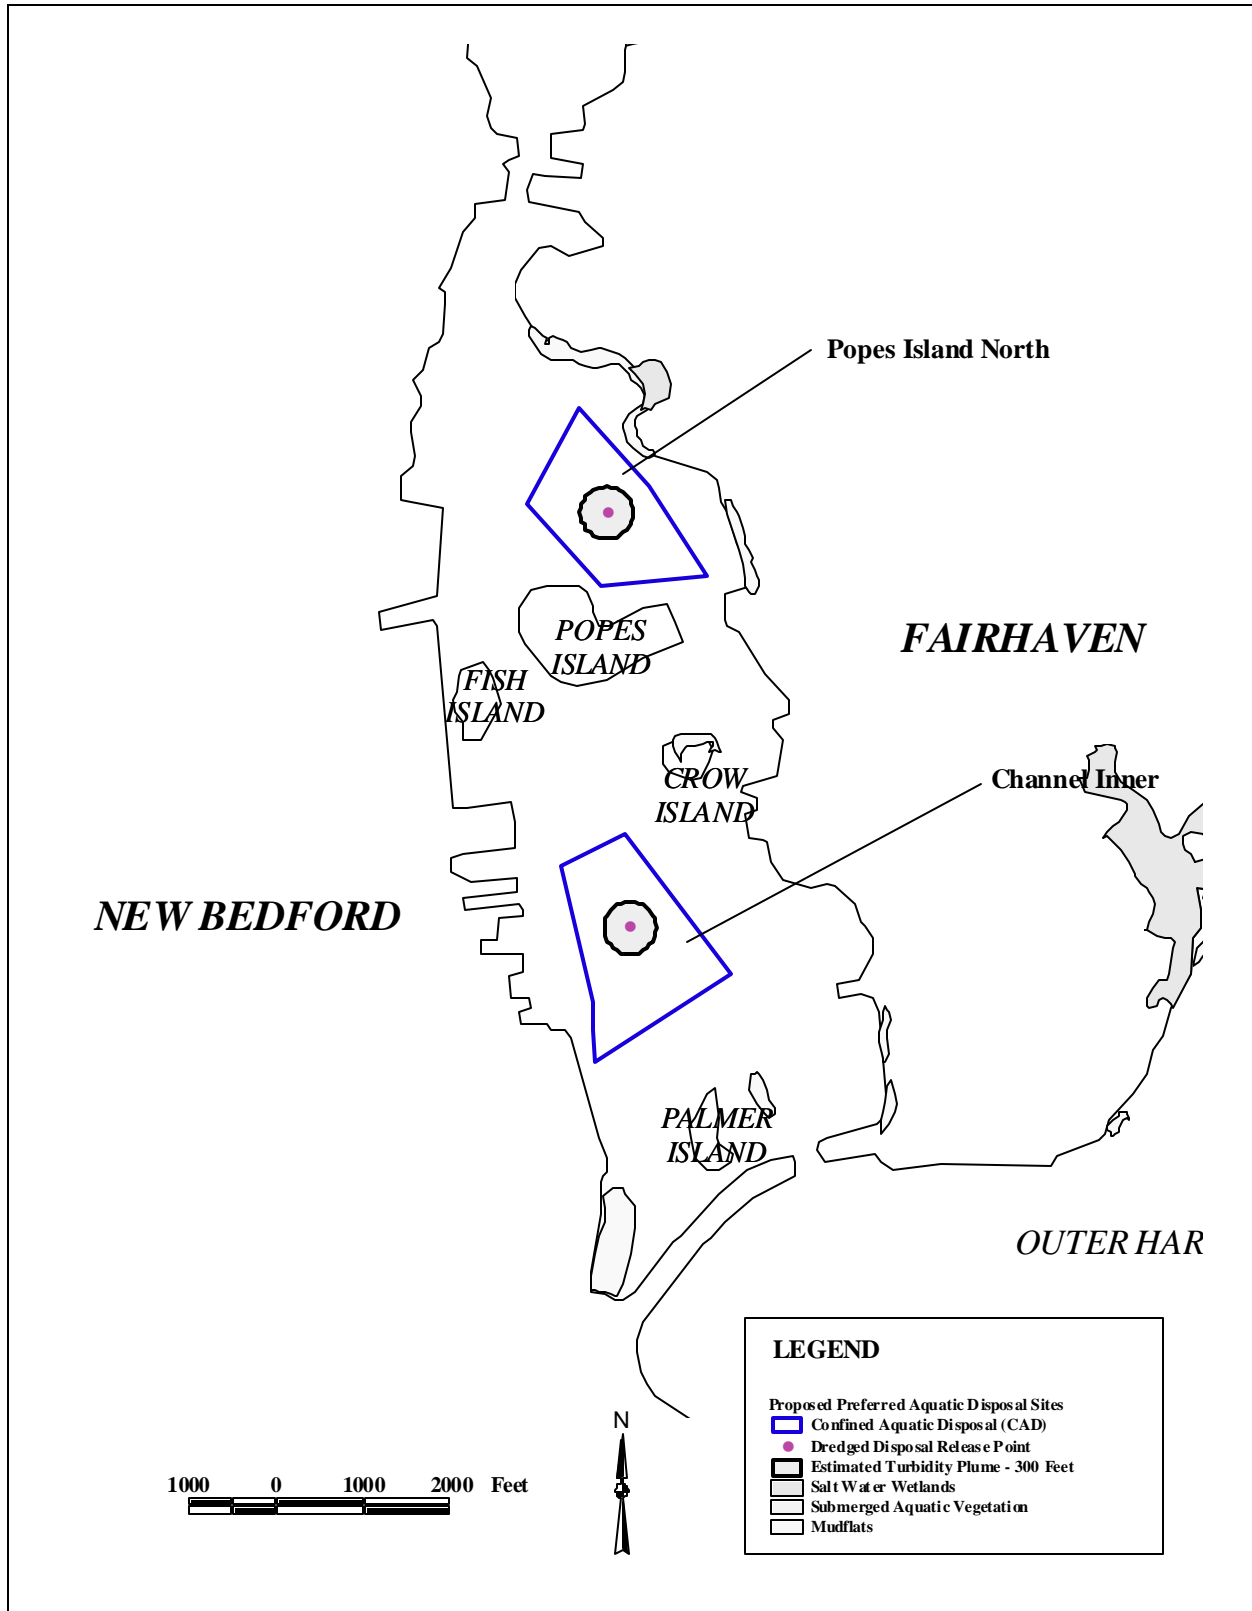 Popes Island North
POPES
ISLAND
FAIRHAVEN
FISH
ISLAND
CROW
ISLAND
Channel Inner
NEW BEDFORD
PALMER
ISLAND
OUTER HAR
LEGEND
Proposed Preferred Aquatic Disposal Sites
Confined Aquatic Disposal (CAD)
Dredged Disposal Release Point
Estimated Turbidity Plume - 300 Feet
Salt Water Wetlands
Submerged Aquatic Vegetation
Mudflats
N
1000 0 1000 2000 Feet